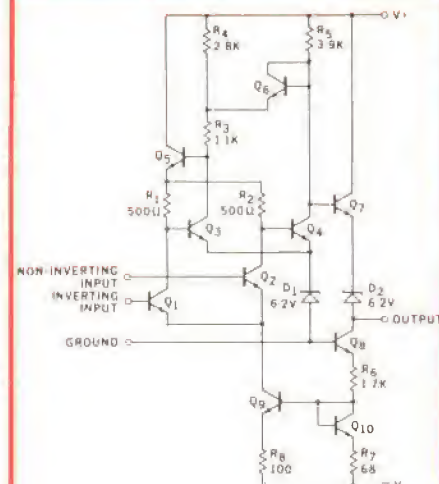 V+
R4
2.8K
R5
3.9K
Q6
R3
1.1K
Q5
R1
500Ω
R2
500Ω
Q3
Q4
Q7
NON-INVERTING
INPUT
Q2
INVERTING
INPUT
Q1
D1
6.2V
D2
6.2V
OUTPUT
GROUND
Q8
R6
1.7K
Q9
Q10
R8
100
R7
68